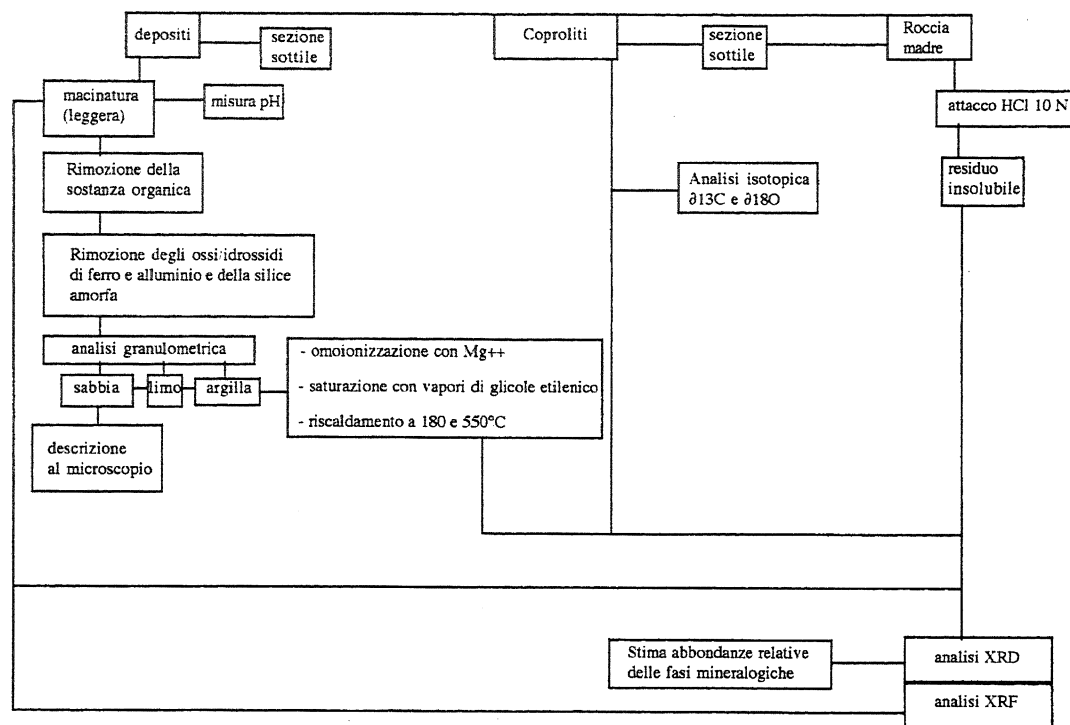 depositi
sezione
sottile
Coproliti
sezione
sottile
Roccia
madre
macinatura
(leggera)
misura pH
attacco HCl 10 N
Rimozione della
sostanza organica
Analisi isotopica
∂13C e ∂18O
residuo
insolubile
Rimozione degli ossi/idrossidi
di ferro e alluminio e della silice
amorfa
analisi granulometrica
sabbia
limo
argilla
- omoionizzazione con Mg++
- saturazione con vapori di glicole etilenico
- riscaldamento a 180 e 550°C
descrizione
al microscopio
Stima abbondanze relative
delle fasi mineralogiche
analisi XRD
analisi XRF